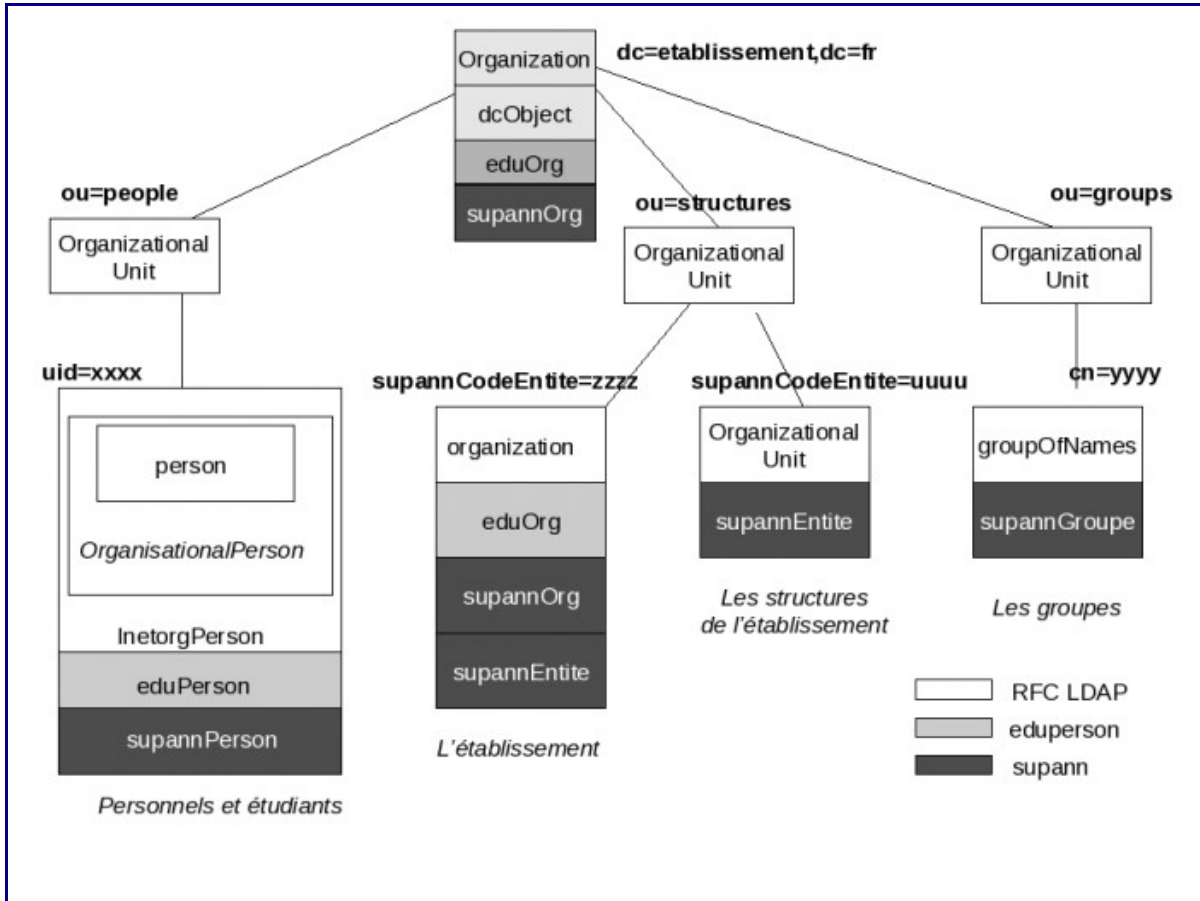 Organization
dc=etablissement,dc=fr
dcObject
eduOrg
supannOrg
ou=people
Organizational
Unit
ou=structures
Organizational
Unit
ou=groups
Organizational
Unit
uid=xxxx
person
OrganisationalPerson
InetorgPerson
eduPerson
supannPerson
Personnels et étudiants
supannCodeEntite=zzzz
organization
eduOrg
supannOrg
supannEntite
L'établissement
supannCodeEntite=uuuu
Organizational
Unit
supannEntite
Les structures
de l'établissement
cn=yyyy
groupOfNames
supannGroupe
Les groupes
RFC LDAP
eduperson
supann